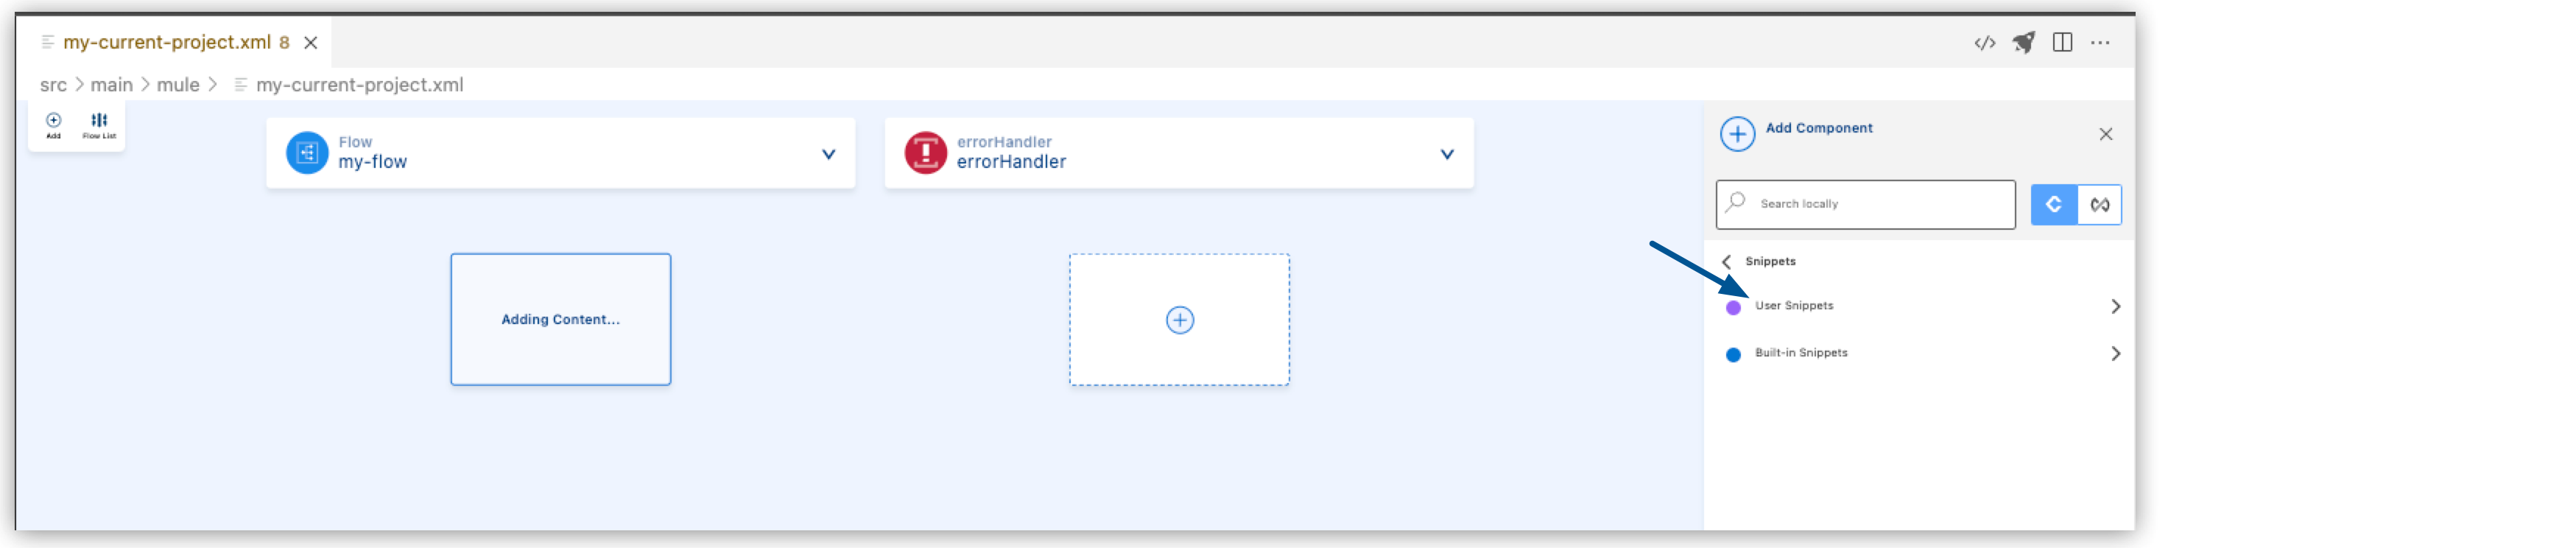 my-current-project.xml 8
src > main > mule > my-current-project.xml
Add
Flow List
Flow
my-flow
errorHandler
errorHandler
Adding Content...
Add Component
Search locally
Snippets
User Snippets
Built-in Snippets